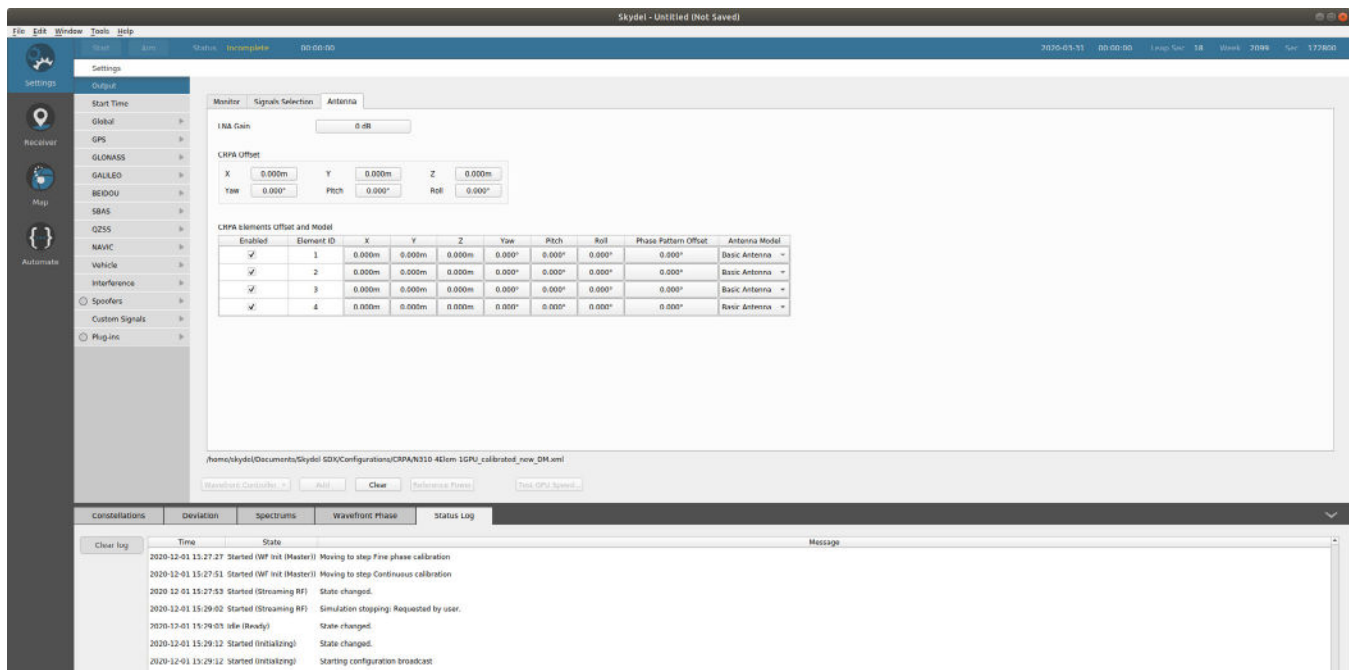 Skydel - Untitled (Not Saved)
File Edit Window Tools Help
Start Arm Status Incomplete 00:00:00 2020-03-31 00:00:00 Leap Sec 18 Week 2099 Sec 172800
Settings
Receiver
Map
Automate
Settings
Output
Start Time
Global
GPS
GLONASS
GALILEO
BEIDOU
SBAS
QZSS
NAVIC
Vehicle
Interference
Spoofers
Custom Signals
Plug-ins
Monitor Signals Selection Antenna
LNA Gain 0 dB
CRPA Offset
X 0.000m Y 0.000m Z 0.000m
Yaw 0.000° Pitch 0.000° Roll 0.000°
CRPA Elements Offset and Model
Enabled Element ID X Y Z Yaw Pitch Roll Phase Pattern Offset Antenna Model
1 0.000m 0.000m 0.000m 0.000° 0.000° 0.000° 0.000° Basic Antenna
2 0.000m 0.000m 0.000m 0.000° 0.000° 0.000° 0.000° Basic Antenna
3 0.000m 0.000m 0.000m 0.000° 0.000° 0.000° 0.000° Basic Antenna
4 0.000m 0.000m 0.000m 0.000° 0.000° 0.000° 0.000° Basic Antenna
/home/skydel/Documents/Skydel SDX/Configurations/CRPA/N310 4Elem 1GPU_calibrated_new_DM.xml
Wavefront Controller Add Clear Reference Power Test GPU Speed...
Constellations Deviation Spectrums Wavefront Phase Status Log
Clear log
Time State Message
2020-12-01 15:27:27 Started (WF Init (Master)) Moving to step Fine phase calibration
2020-12-01 15:27:51 Started (WF Init (Master)) Moving to step Continuous calibration
2020-12-01 15:27:53 Started (Streaming RF) State changed.
2020-12-01 15:29:02 Started (Streaming RF) Simulation stopping: Requested by user.
2020-12-01 15:29:03 Idle (Ready) State changed.
2020-12-01 15:29:12 Started (Initializing) State changed.
2020-12-01 15:29:12 Started (Initializing) Starting configuration broadcast